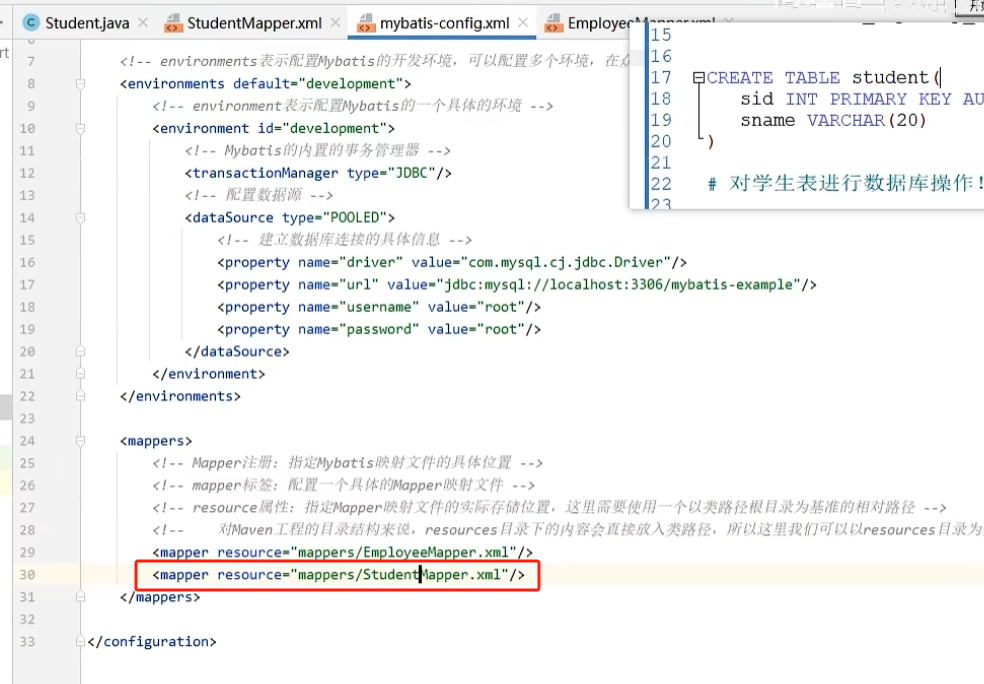 Student.java
StudentMapper.xml
mybatis-config.xml
7 <!-- environments表示配置Mybatis的开发环境，可以配置多个环境，在众
8 <environments default="development">
9 <!-- environment表示配置Mybatis的一个具体的环境 -->
10 <environment id="development">
11 <!-- Mybatis的内置的事务管理器 -->
12 <transactionManager type="JDBC"/>
13 <!-- 配置数据源 -->
14 <dataSource type="POOLED">
15 <!-- 建立数据库连接的具体信息 -->
16 <property name="driver" value="com.mysql.cj.jdbc.Driver"/>
17 <property name="url" value="jdbc:mysql://localhost:3306/mybatis-example"/>
18 <property name="username" value="root"/>
19 <property name="password" value="root"/>
20 </dataSource>
21 </environment>
22 </environments>
23
24 <mappers>
25 <!-- Mapper注册：指定Mybatis映射文件的具体位置 -->
26 <!-- mapper标签：配置一个具体的Mapper映射文件 -->
27 <!-- resource属性：指定Mapper映射文件的实际存储位置，这里需要使用一个以类路径根目录为基准的相对路径 -->
28 <!-- 对Maven工程的目录结构来说，resources目录下的内容会直接放入类路径，所以这里我们可以以resources目录为
29 <mapper resource="mappers/EmployeeMapper.xml"/>
30 <mapper resource="mappers/StudentMapper.xml"/>
31 </mappers>
32
33 </configuration>
15
16
17 CREATE TABLE student(
18 sid INT PRIMARY KEY AU
19 sname VARCHAR(20)
20 )
21
22 # 对学生表进行数据库操作！
23